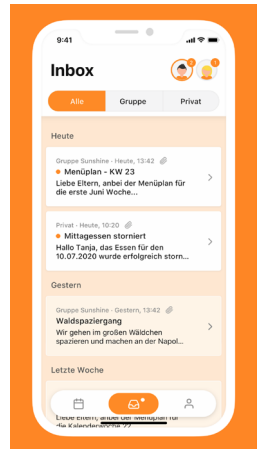 9:41
Inbox
Alle Gruppe Privat
Heute
Gruppe Sunshine - Heute, 13:42
Menüplan - KW 23
Liebe Eltern, anbei der Menüplan für
die erste Juni Woche...
Privat - Heute, 10:20
Mittagessen storniert
Hallo Tanja, das Essen für den
10.07.2020 wurde erfolgreich storn...
Gestern
Gruppe Sunshine - Gestern, 13:42
Waldspaziergang
Wir gehen im großen Wäldchen
spazieren und machen an der Napol...
Letzte Woche
Liebe Eltern, anbei der Menüplan für
die Kalenderwoche 22